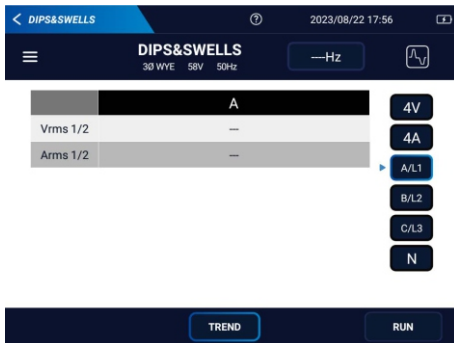 < DIPS&SWELLS ? 2023/08/22 17:56
DIPS&SWELLS
3Ø WYE 58V 50Hz
----Hz
A
Vrms 1/2 ---
Arms 1/2 ---
4V
4A
A/L1
B/L2
C/L3
N
TREND RUN